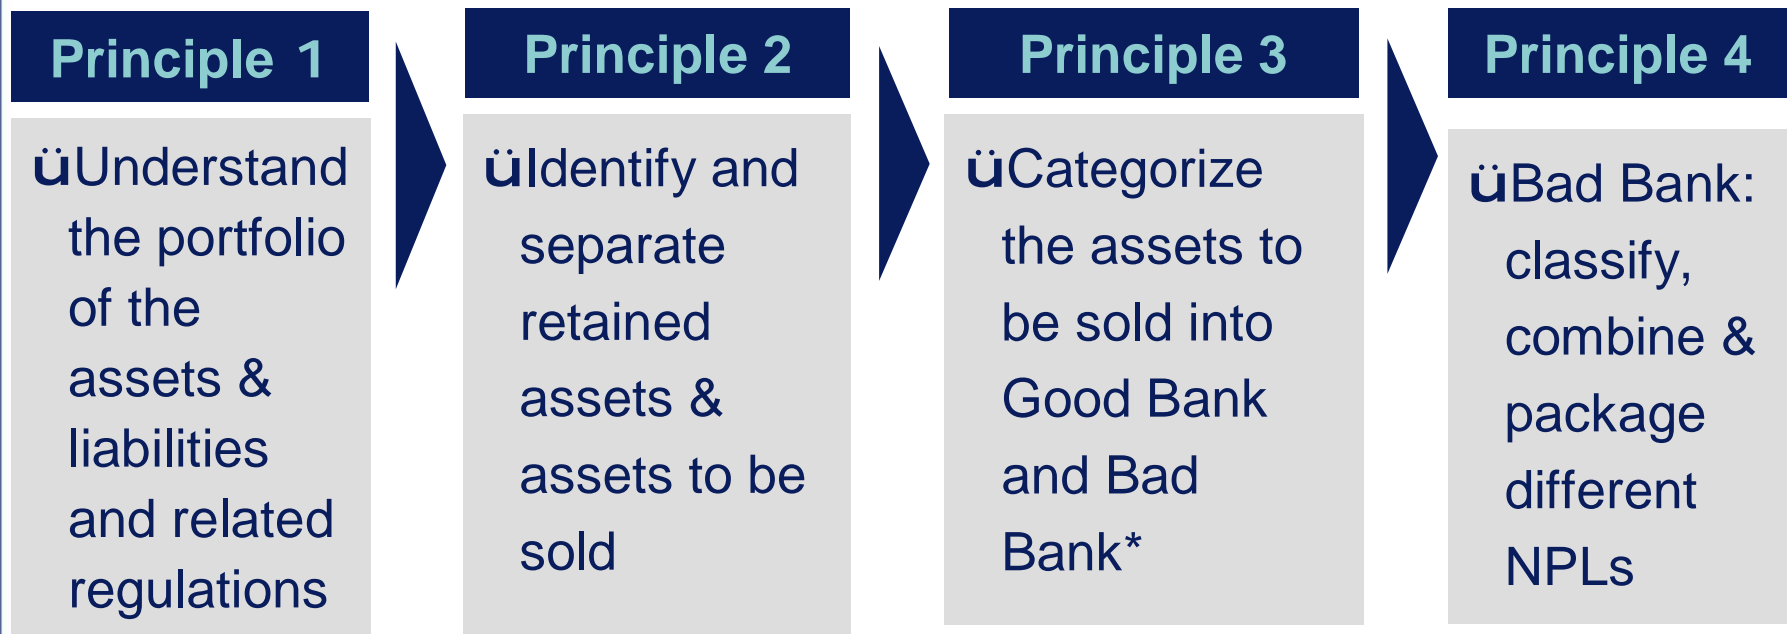 Principle 1
üUnderstand
the portfolio
of the
assets &
liabilities
and related
regulations
Principle 2
üIdentify and
separate
retained
assets &
assets to be
sold
Principle 3
üCategorize
the assets to
be sold into
Good Bank
and Bad
Bank*
Principle 4
üBad Bank:
classify,
combine &
package
different
NPLs